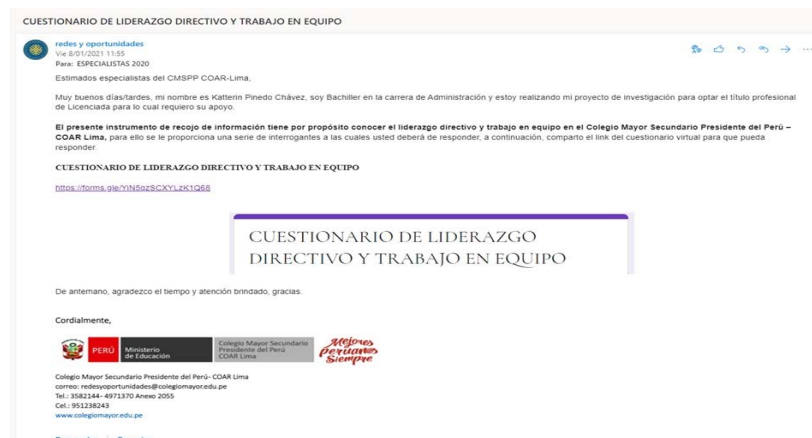 CUESTIONARIO DE LIDERAZGO DIRECTIVO Y TRABAJO EN EQUIPO
redes y oportunidades
Vie 8/01/2021 11:55
Para: ESPECIALISTAS 2020
Estimados especialistas del CMSPP COAR-Lima,
Muy buenos días/tardes, mi nombre es Katterin Pinedo Chávez, soy Bachiller en la carrera de Administración y estoy realizando mi proyecto de investigación para optar el título profesional
de Licenciada para lo cual requiero su apoyo.
El presente instrumento de recojo de información tiene por propósito conocer el liderazgo directivo y trabajo en equipo en el Colegio Mayor Secundario Presidente del Perú –
COAR Lima, para ello se le presenta una serie de interrogantes a las cuales usted deberá de responder, a continuación, comparto el link del cuestionario virtual para que pueda
responder.
CUESTIONARIO DE LIDERAZGO DIRECTIVO Y TRABAJO EN EQUIPO
https://forms.gle/YiN5qzSCXYLzK1Q68
CUESTIONARIO DE LIDERAZGO
DIRECTIVO Y TRABAJO EN EQUIPO
De antemano, agradezco el tiempo y atención brindado, gracias.
Cordialmente,
PERÚ Ministerio de Educación Colegio Mayor Secundario Presidente del Perú COAR Lima
Mejores peruanos Siempre
Colegio Mayor Secundario Presidente del Perú- COAR Lima
correo: redesyoportunidades@colegiomayor.edu.pe
Tel.: 3582144- 4971370 Anexo 2055
Cel.: 951238243
www.colegiomayor.edu.pe